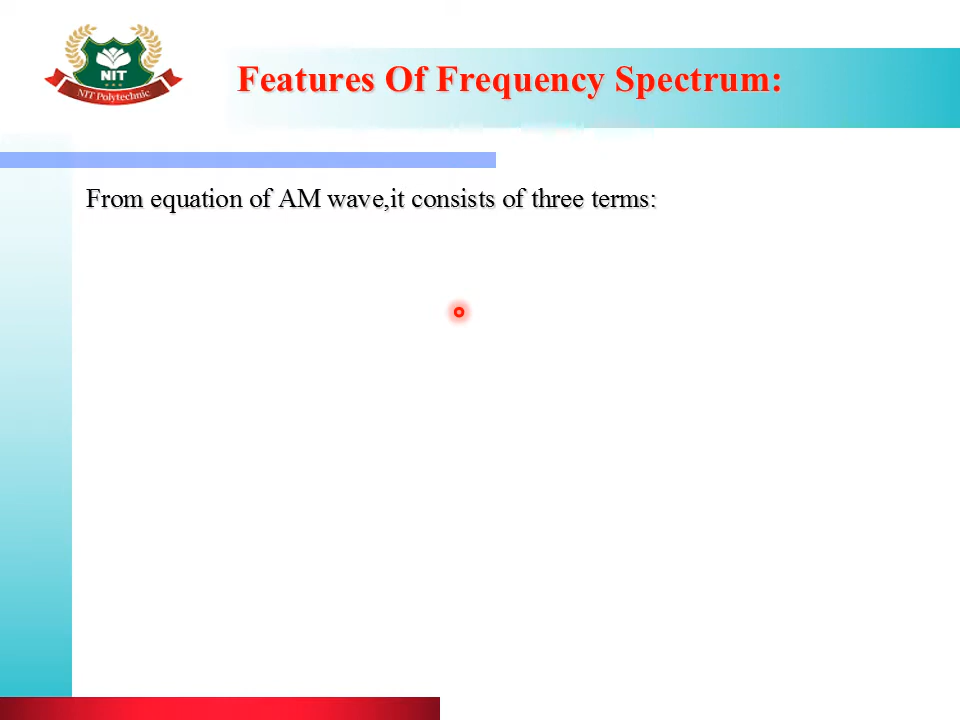 NIT
NIT Polytechnic
Features Of Frequency Spectrum:
From equation of AM wave,it consists of three terms: